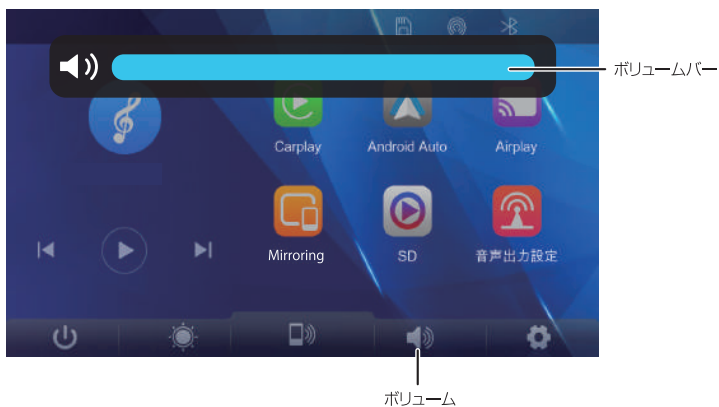 ボリュームバー
Carplay
Android Auto
Airplay
Mirroring
SD
音声出力設定
ボリューム